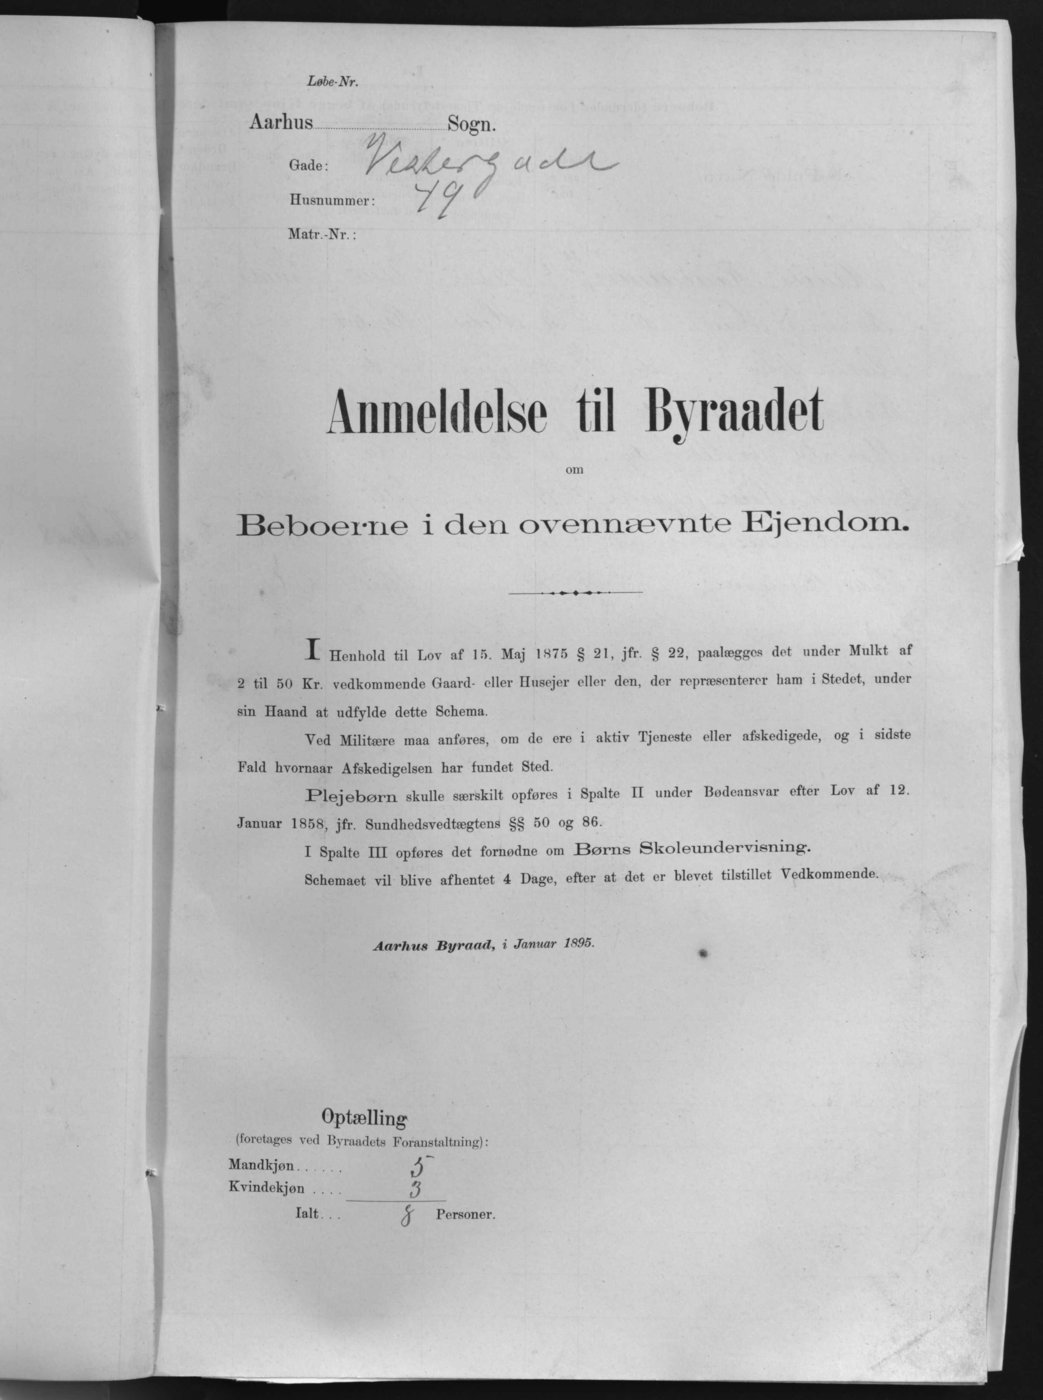 Løbe-Nr.
Aarhus Sogn.
Gade: Vestergade
Husnummer: 79
Matr.-Nr.:
Anmeldelse til Byraadet
om
Beboerne i den ovennævnte Ejendom.
I Henhold til Lov af 15. Maj 1875 § 21, jfr. § 22, paalægges det under Mulkt af
2 til 50 Kr. vedkommende Gaard- eller Husejer eller den, der repræsenterer ham i Stedet, under
sin Haand at udfylde dette Schema.
Ved Militære maa anføres, om de ere i aktiv Tjeneste eller afskedigede, og i sidste
Fald hvornaar Afskedigelsen har fundet Sted.
Plejebørn skulle særskilt opføres i Spalte II under Bødeansvar efter Lov af 12.
Januar 1858, jfr. Sundhedsvedtægtens §§ 50 og 86.
I Spalte III opføres det fornødne om Børns Skoleundervisning.
Schemaet vil blive afhentet 4 Dage, efter at det er blevet tilstillet Vedkommende.
Aarhus Byraad, i Januar 1895.
Optælling
(foretages ved Byraadets Foranstaltning):
Mandkjøn...... 5
Kvindekjøn .... 3
Ialt... 8 Personer.